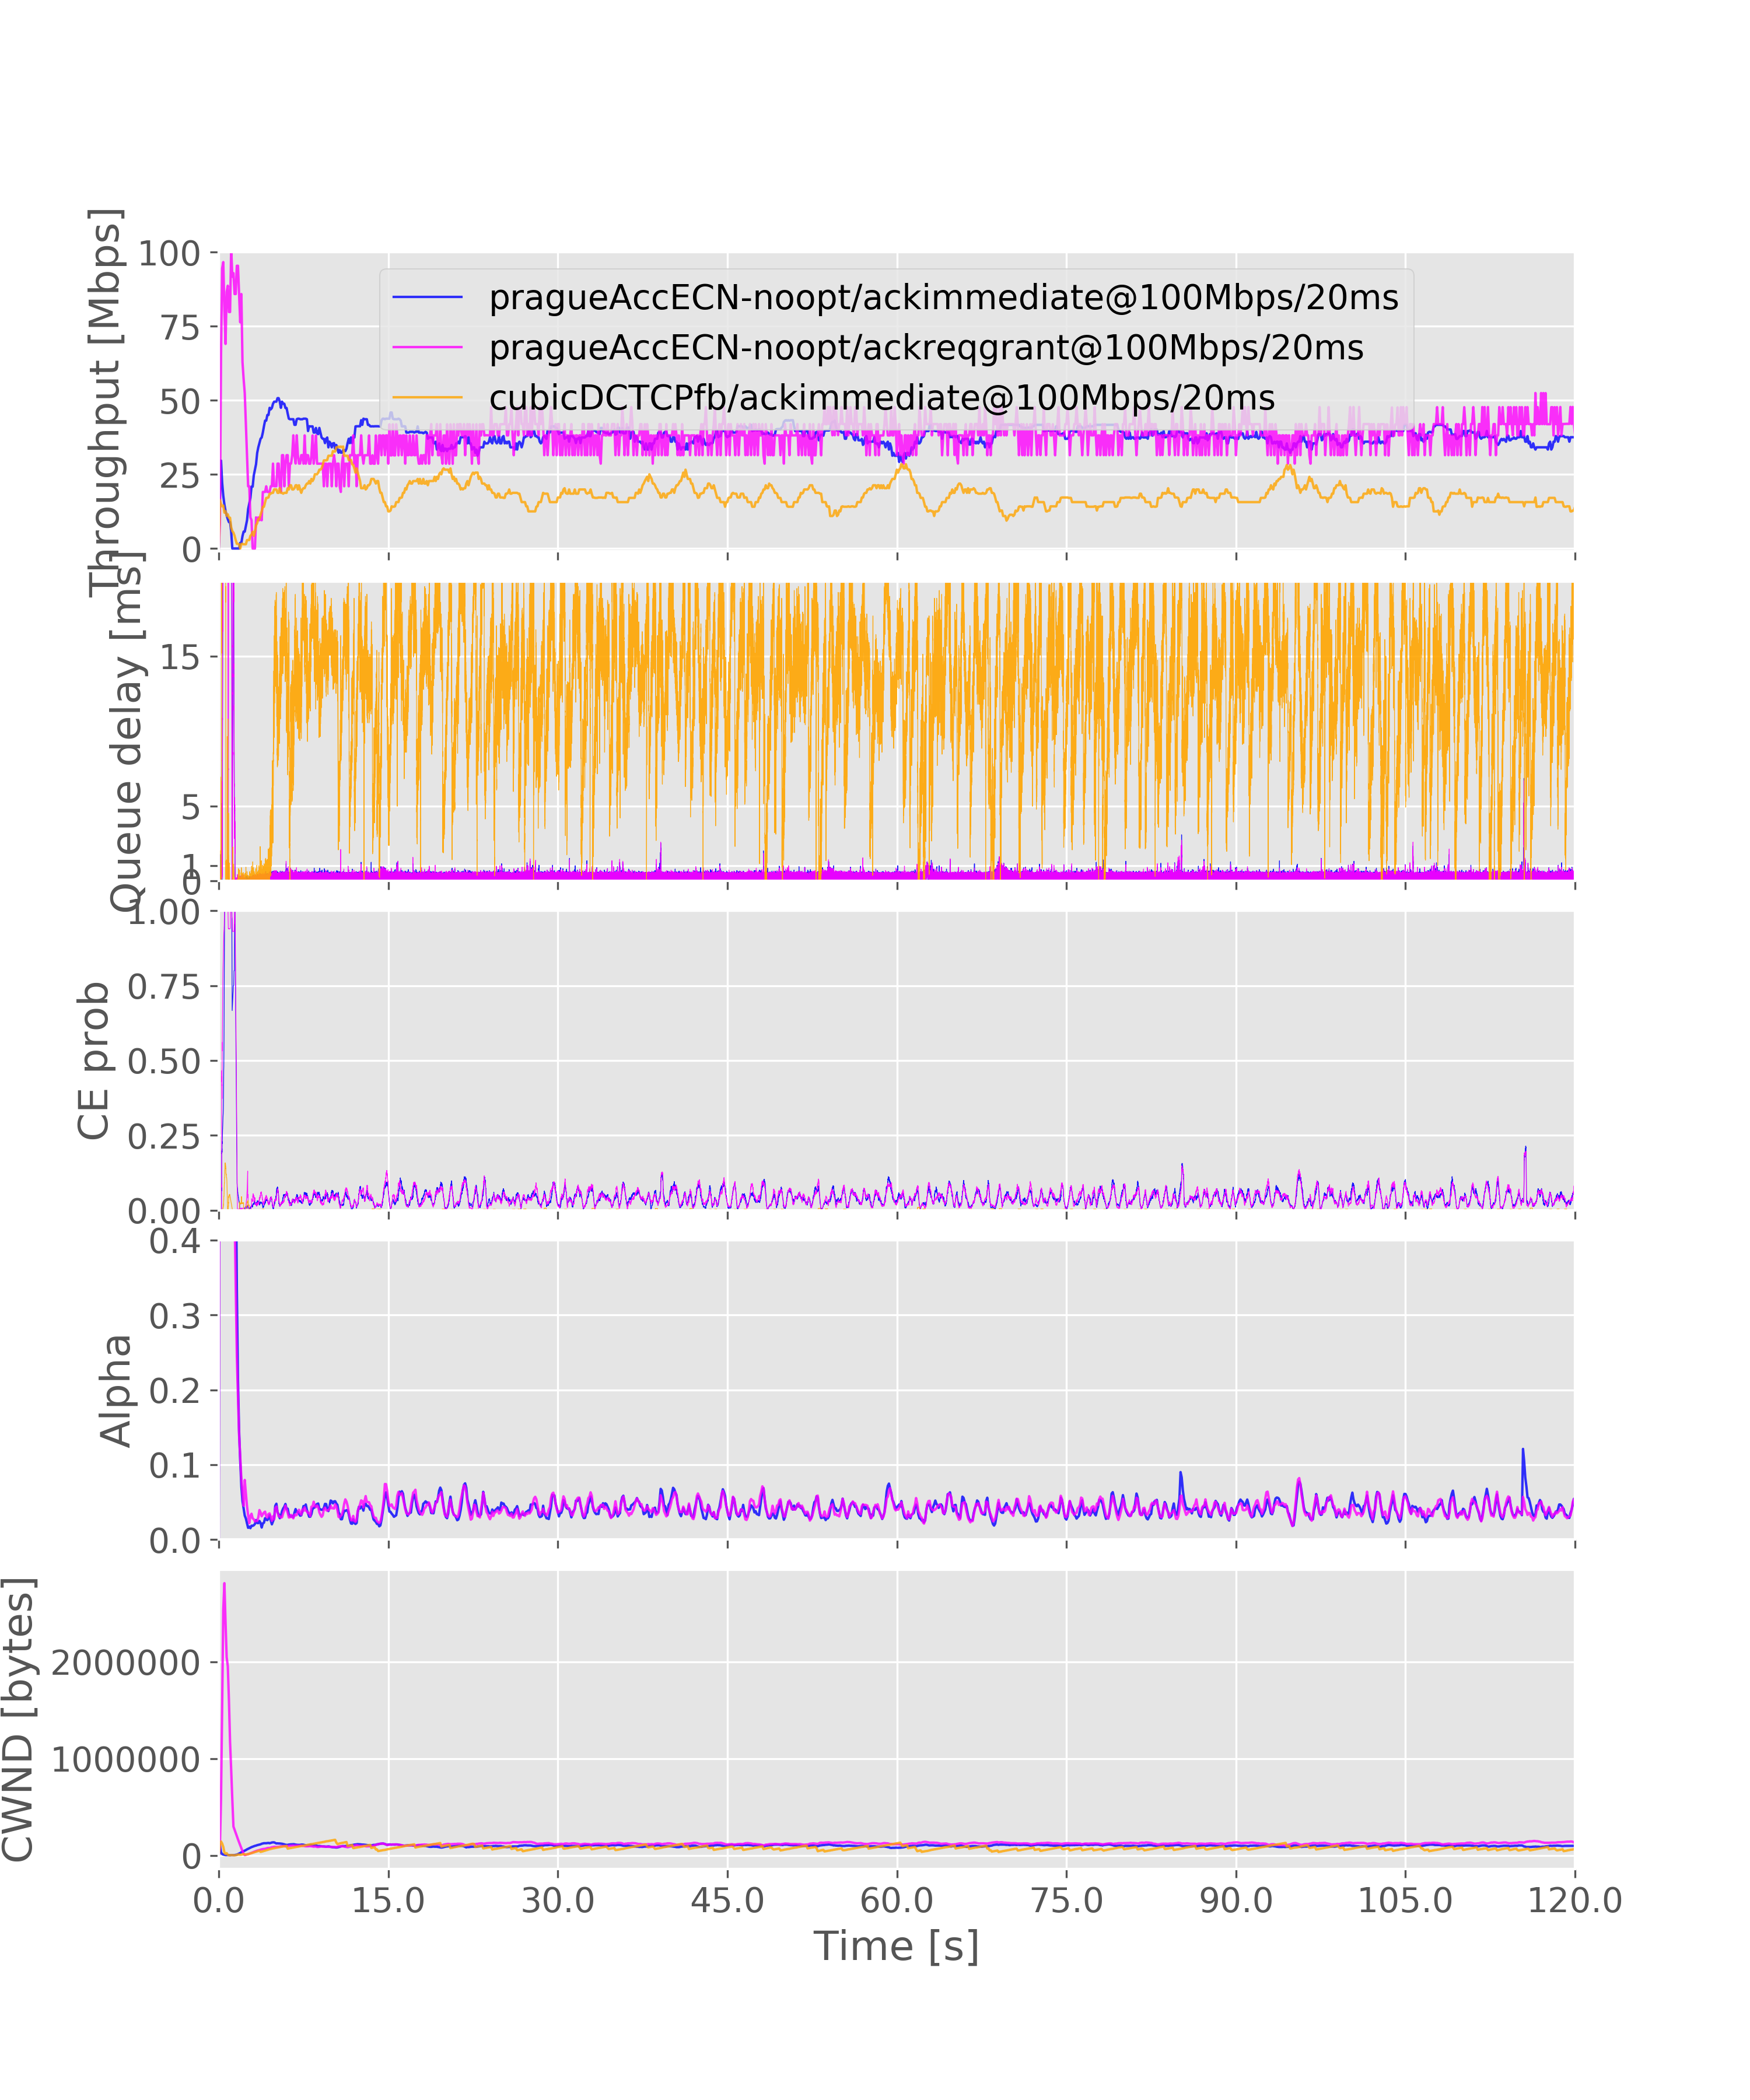 Throughput [Mbps]
100
75
50
25
0
pragueAccECN-noopt/ackimmediate@100Mbps/20ms
pragueAccECN-noopt/ackreqgrant@100Mbps/20ms
cubicDCTCPfb/ackimmediate@100Mbps/20ms
Queue delay [ms]
15
5
1
0
CE prob
1.00
0.75
0.50
0.25
0.00
Alpha
0.4
0.3
0.2
0.1
0.0
CWND [bytes]
2000000
1000000
0
0.0 15.0 30.0 45.0 60.0 75.0 90.0 105.0 120.0
Time [s]